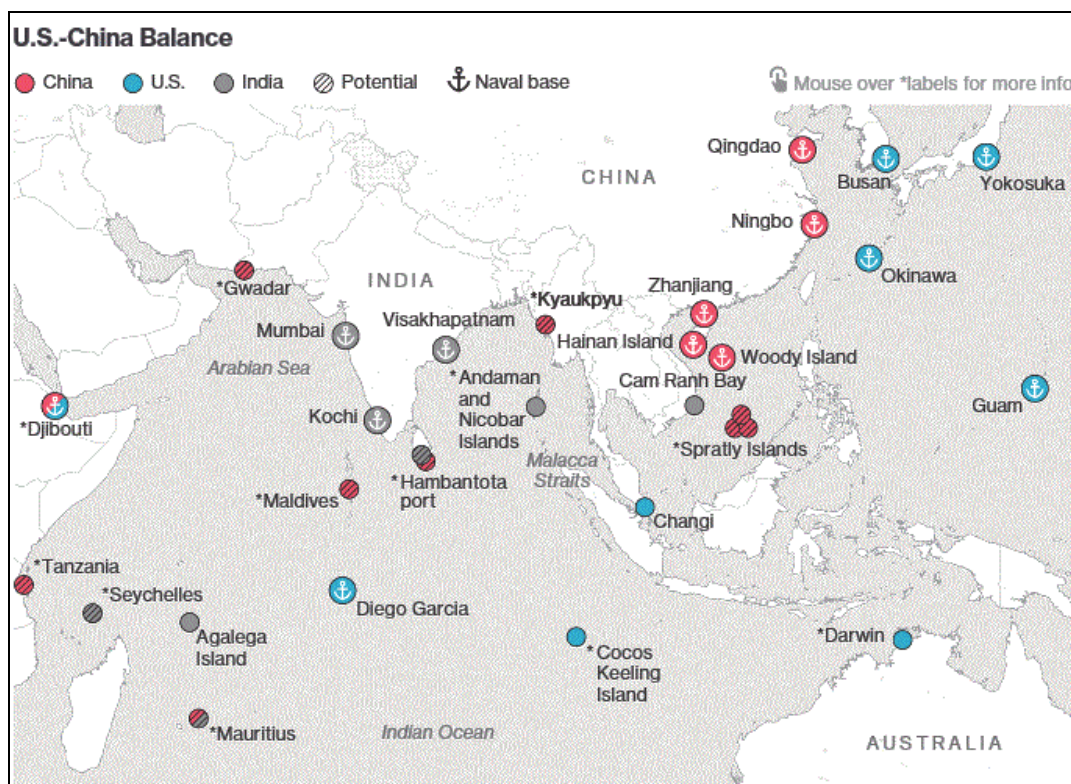 U.S.-China Balance
China U.S. India Potential Naval base
Mouse over *labels for more info
Qingdao
CHINA
Busan
Yokosuka
Ningbo
Okinawa
*Gwadar
INDIA
*Kyaukpyu
Zhanjiang
Mumbai
Visakhapatnam
Hainan Island
Woody Island
Arabian Sea
*Andaman
and
Nicobar
Islands
Cam Ranh Bay
Guam
*Djibouti
Kochi
*Spratly Islands
Malacca
Straits
*Hambantota
port
*Maldives
Changi
*Tanzania
*Seychelles
Diego Garcia
Agalega
Island
*Cocos
Keeling
Island
*Darwin
*Mauritius
Indian Ocean
AUSTRALIA